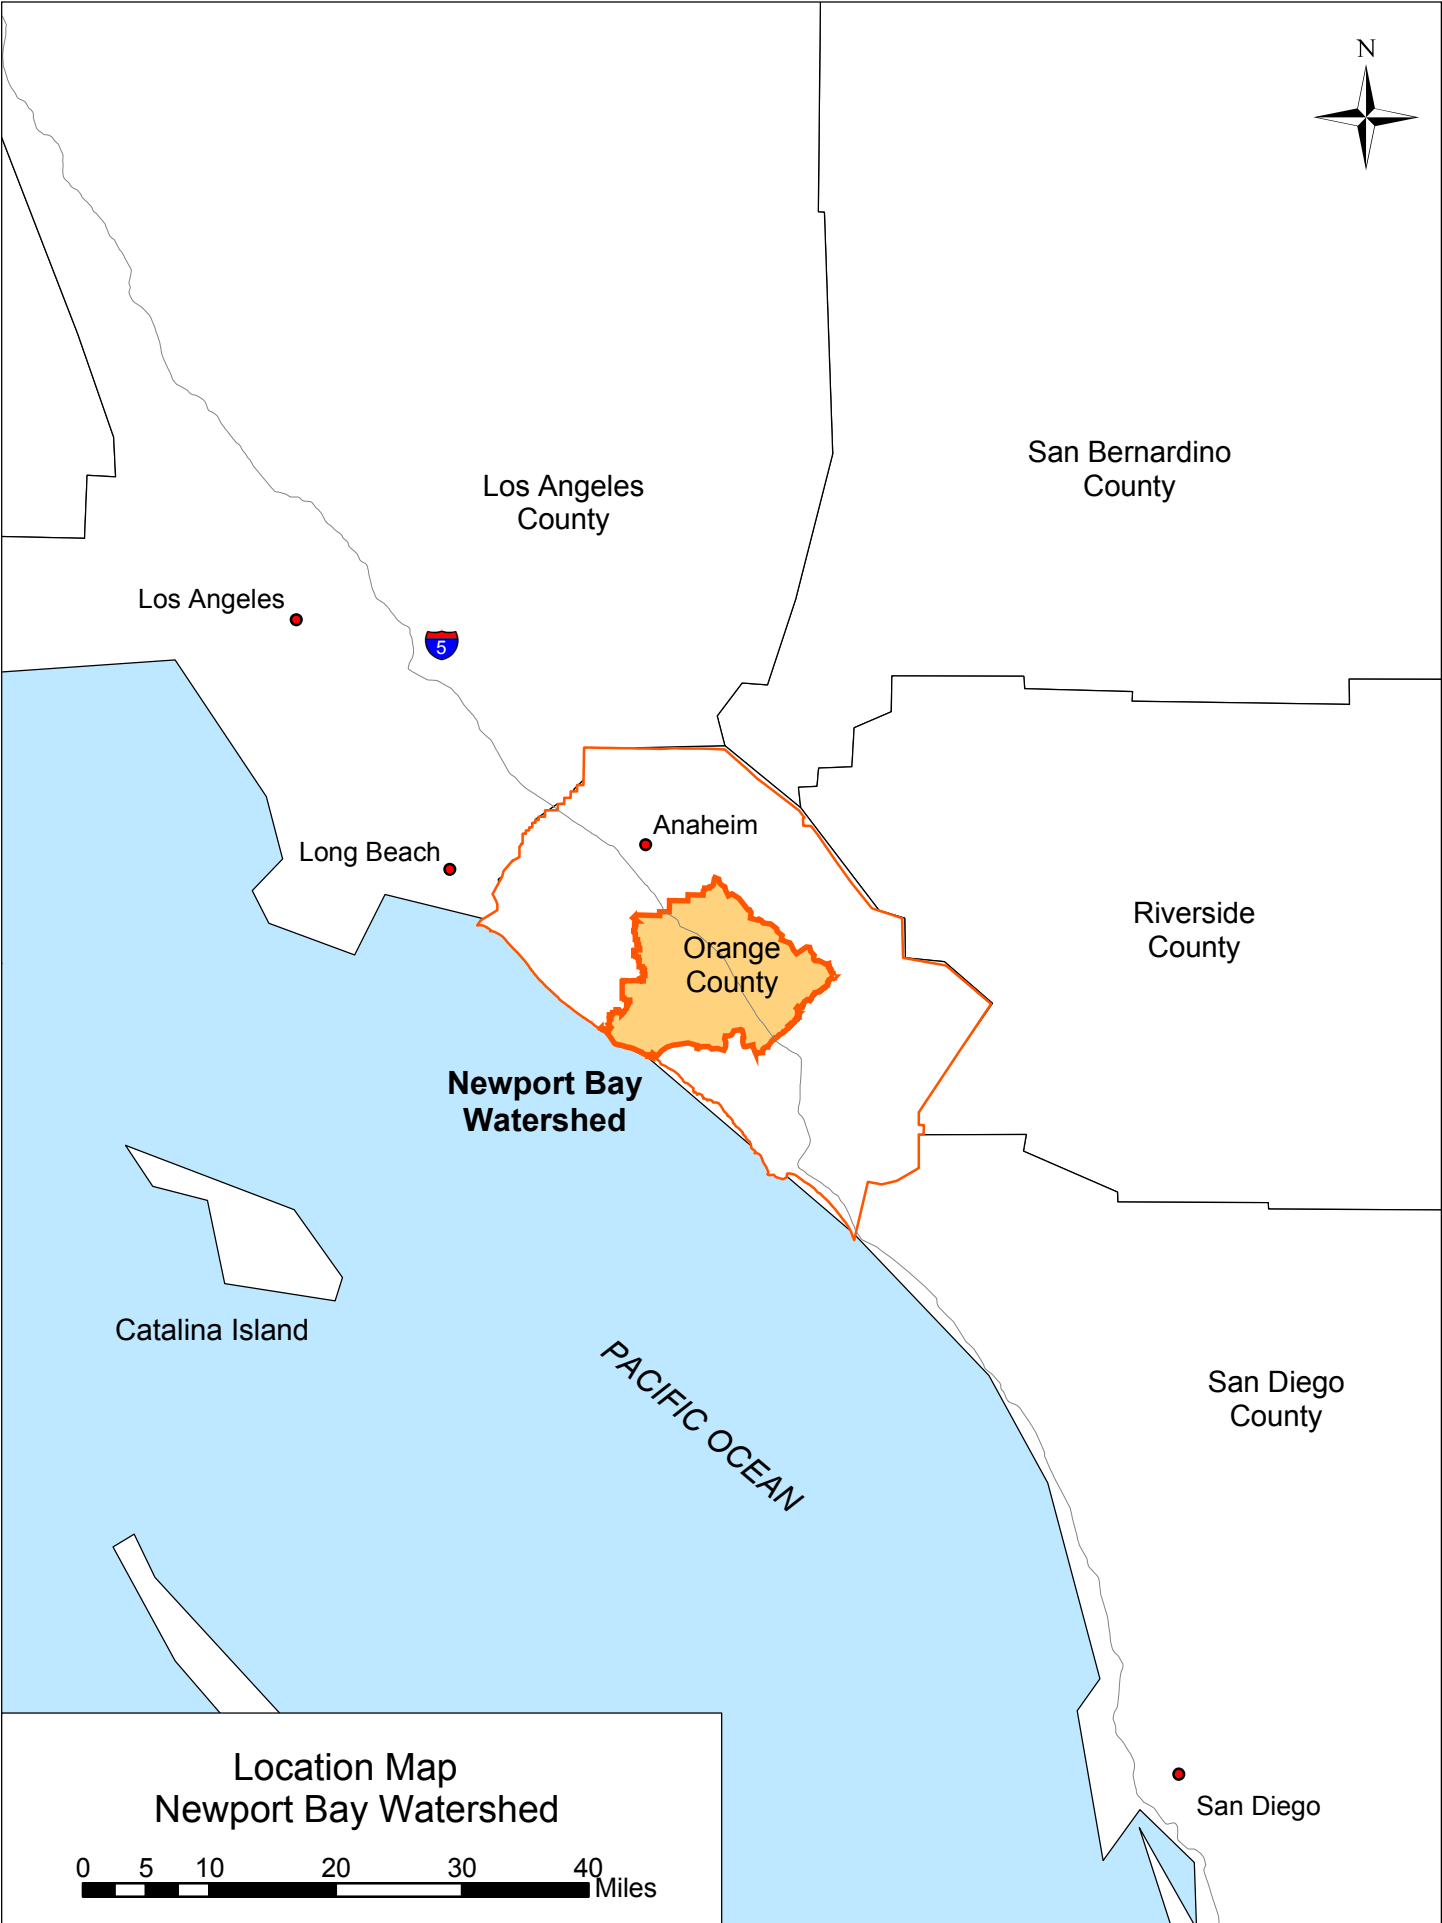 N
San Bernardino
County
Los Angeles
County
Los Angeles
5
Anaheim
Long Beach
Riverside
County
Orange
County
Newport Bay
Watershed
Catalina Island
PACIFIC OCEAN
San Diego
County
Location Map
Newport Bay Watershed
San Diego
0 5 10 20 30 40
Miles